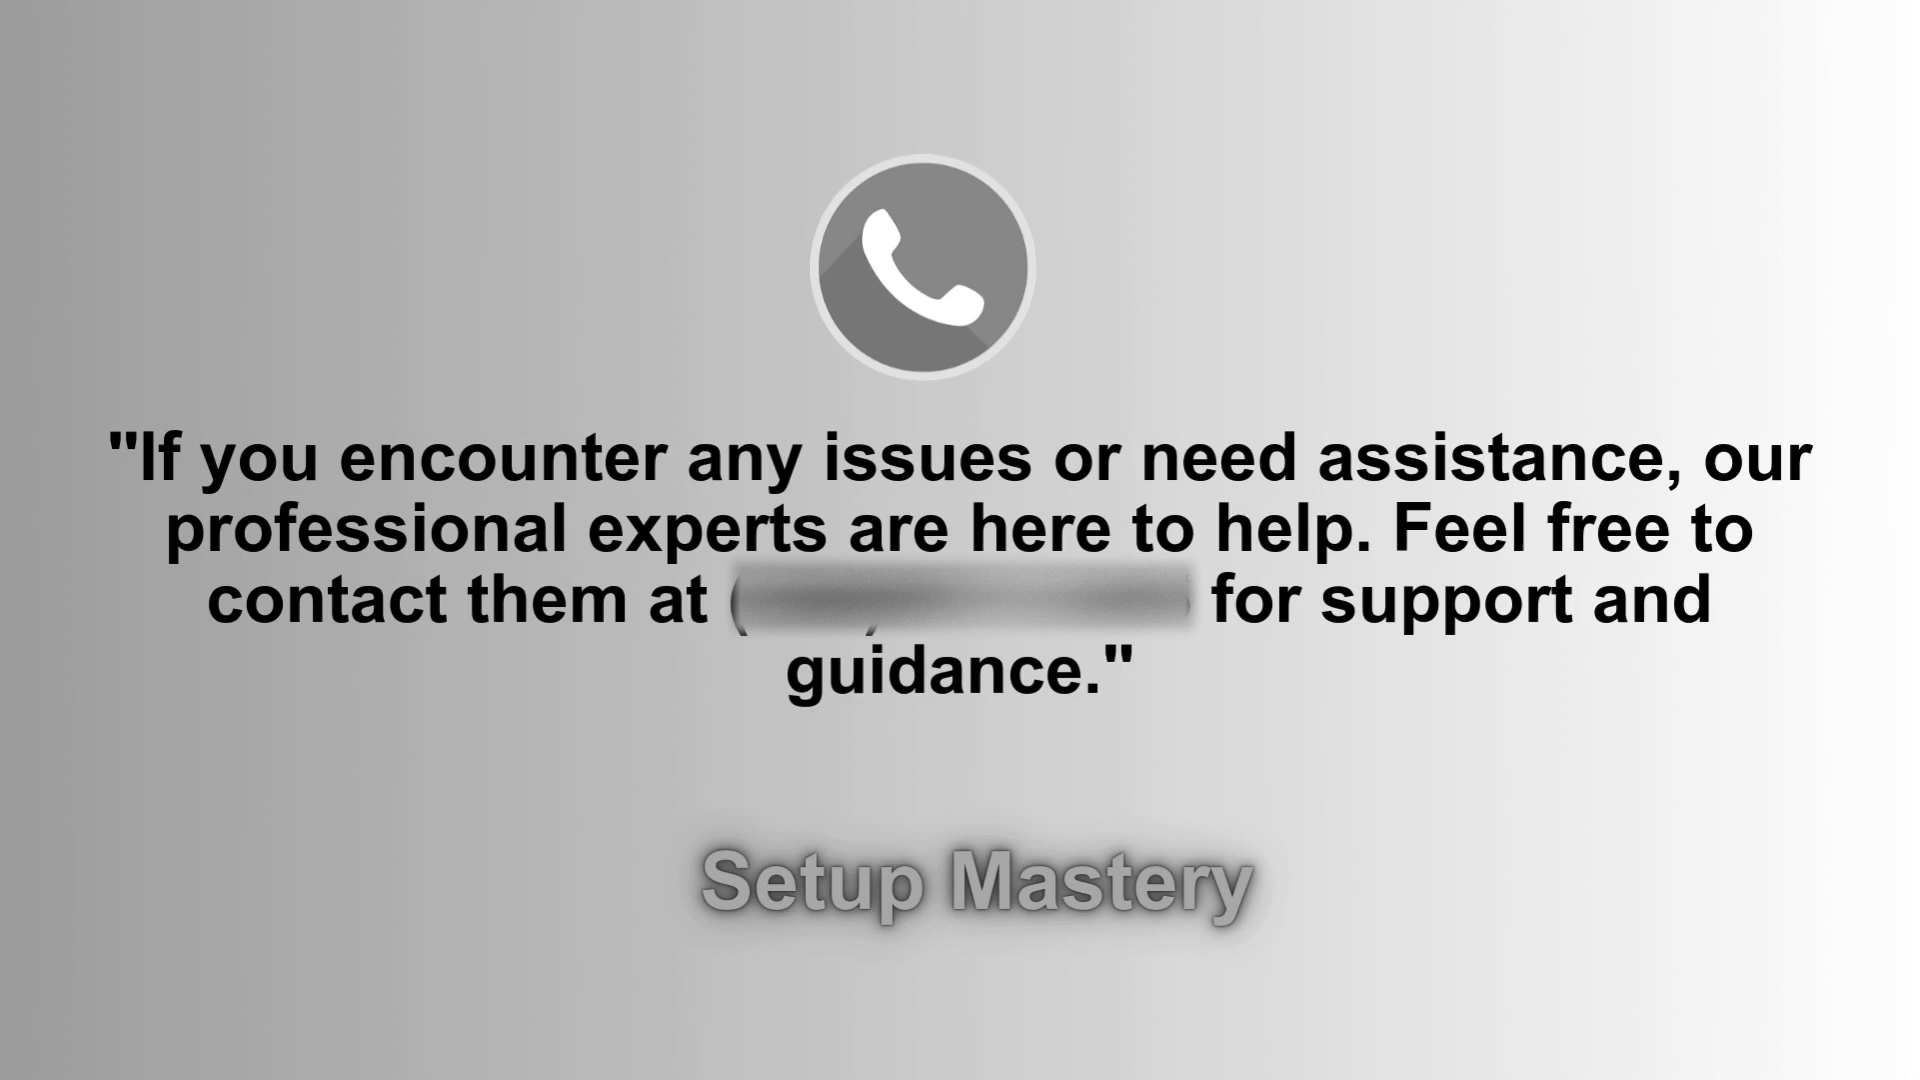 "If you encounter any issues or need assistance, our
professional experts are here to help. Feel free to
contact them at for support and
guidance."
Setup Mastery